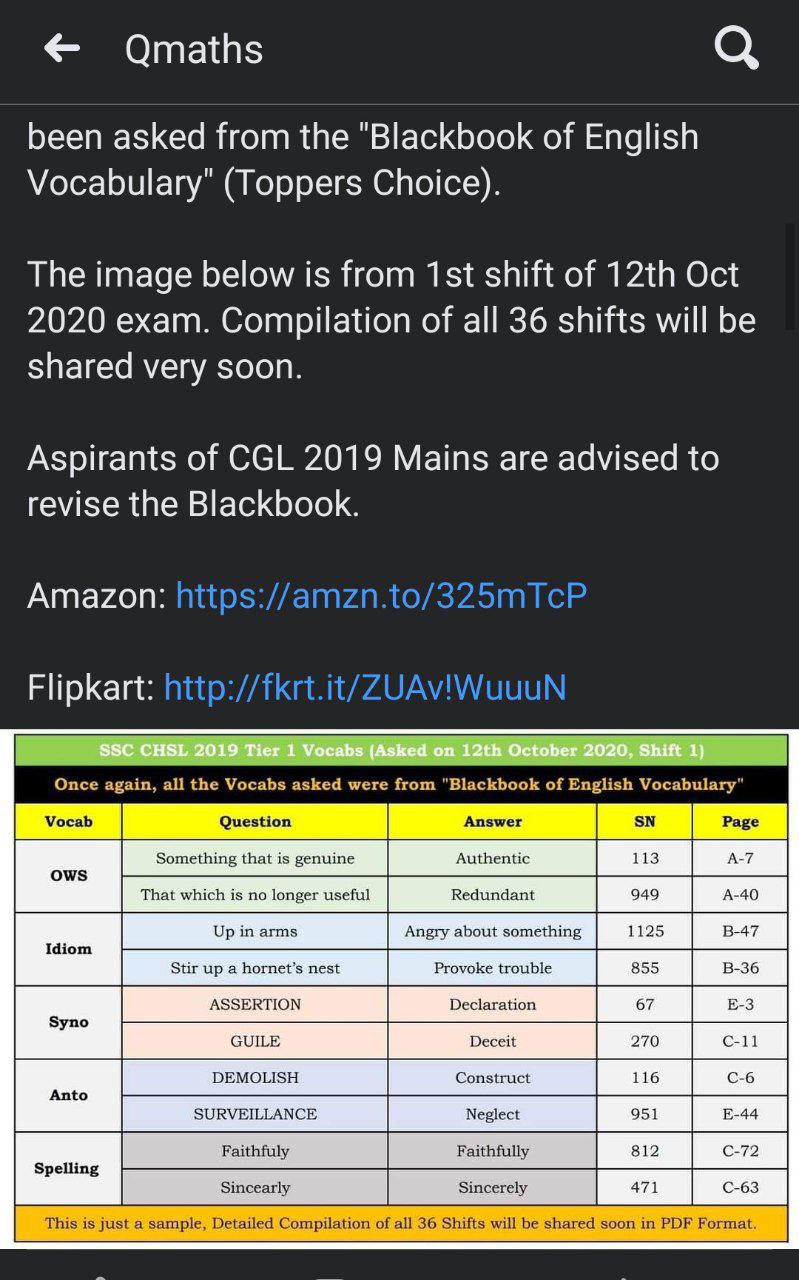 Qmaths
been asked from the "Blackbook of English
Vocabulary" (Toppers Choice).
The image below is from 1st shift of 12th Oct
2020 exam. Compilation of all 36 shifts will be
shared very soon.
Aspirants of CGL 2019 Mains are advised to
revise the Blackbook.
Amazon: https://amzn.to/325mTcP
Flipkart: http://fkrt.it/ZUAv!WuuuN
SSC CHSL 2019 Tier 1 Vocabs (Asked on 12th October 2020, Shift 1)
Once again, all the Vocabs asked were from "Blackbook of English Vocabulary"
Vocab Question Answer SN Page
OWS Something that is genuine Authentic 113 A-7
That which is no longer useful Redundant 949 A-40
Idiom Up in arms Angry about something 1125 B-47
Stir up a hornet's nest Provoke trouble 855 B-36
Syno ASSERTION Declaration 67 E-3
GUILE Deceit 270 C-11
Anto DEMOLISH Construct 116 C-6
SURVEILLANCE Neglect 951 E-44
Spelling Faithfuly Faithfully 812 C-72
Sincearly Sincerely 471 C-63
This is just a sample, Detailed Compilation of all 36 Shifts will be shared soon in PDF Format.